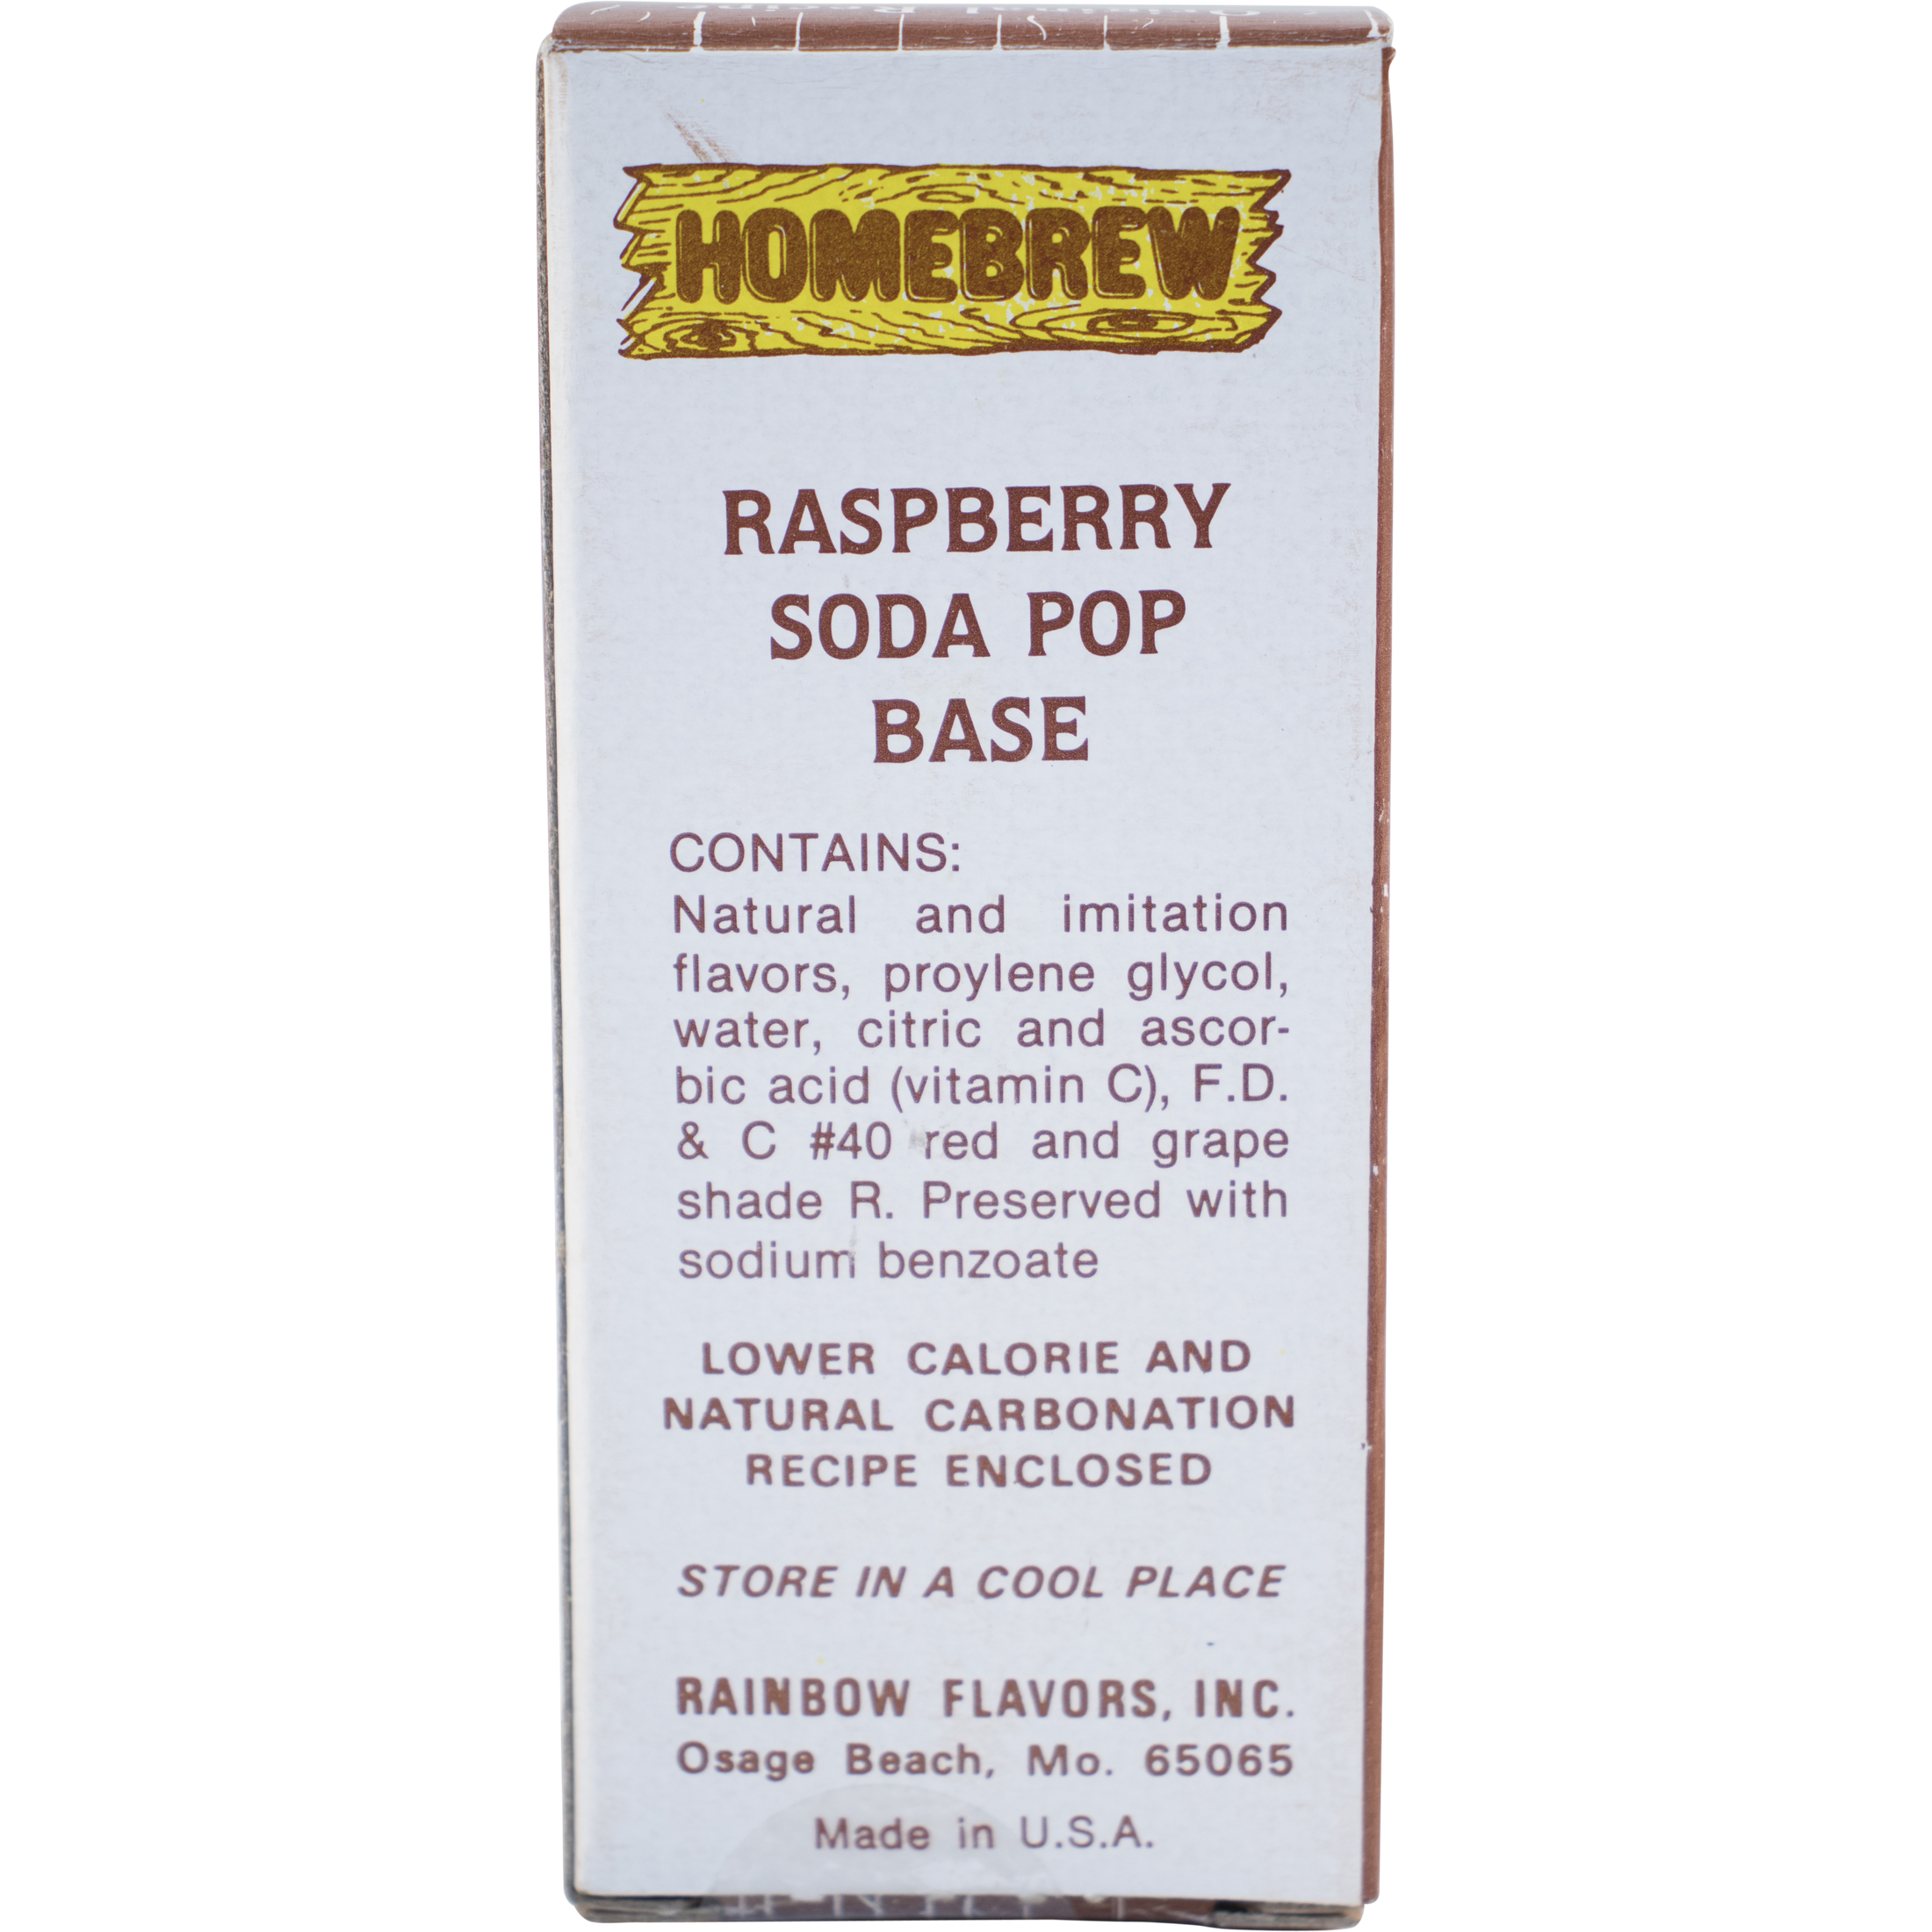 Original Recipe
HOMEBREW
RASPBERRY
SODA POP
BASE
CONTAINS:
Natural and imitation
flavors, proylene glycol,
water, citric and ascor-
bic acid (vitamin C), F.D.
& C #40 red and grape
shade R. Preserved with
sodium benzoate
LOWER CALORIE AND
NATURAL CARBONATION
RECIPE ENCLOSED
STORE IN A COOL PLACE
RAINBOW FLAVORS, INC.
Osage Beach, Mo. 65065
Made in U.S.A.